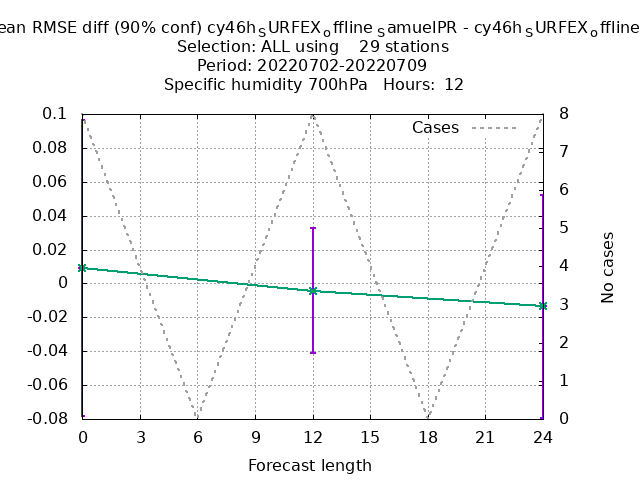 ean RMSE diff (90% conf) cy46h_SURFEX_offline_SamuelPR - cy46h_SURFEX_offline
Selection: ALL using 29 stations
Period: 20220702-20220709
Specific humidity 700hPa Hours: 12
Cases
0.1
0.08
0.06
0.04
0.02
0
-0.02
-0.04
-0.06
-0.08
8
7
6
5
4
3
2
1
0
No cases
0 3 6 9 12 15 18 21 24
Forecast length